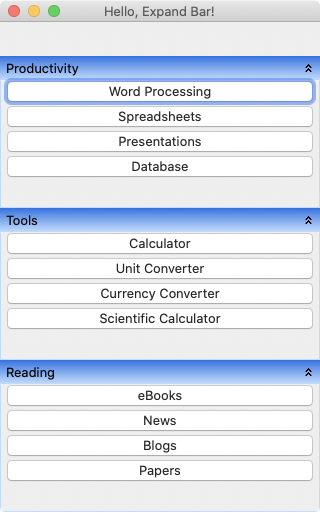 Hello, Expand Bar!
Productivity
Word Processing
Spreadsheets
Presentations
Database
Tools
Calculator
Unit Converter
Currency Converter
Scientific Calculator
Reading
eBooks
News
Blogs
Papers